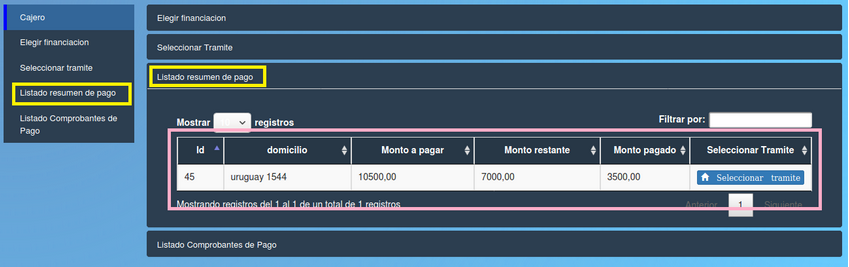 Cajero
Elegir financiacion
Seleccionar tramite
Listado resumen de pago
Listado Comprobantes de
Pago
Elegir financiacion
Seleccionar Tramite
Listado resumen de pago
Mostrar registros
Filtrar por:
Id domicilio Monto a pagar Monto restante Monto pagado Seleccionar Tramite
45 uruguay 1544 10500,00 7000,00 3500,00 Seleccionar tramite
Mostrando registros del 1 al 1 de un total de 1 registros
Anterior 1 Siguiente
Listado Comprobantes de Pago